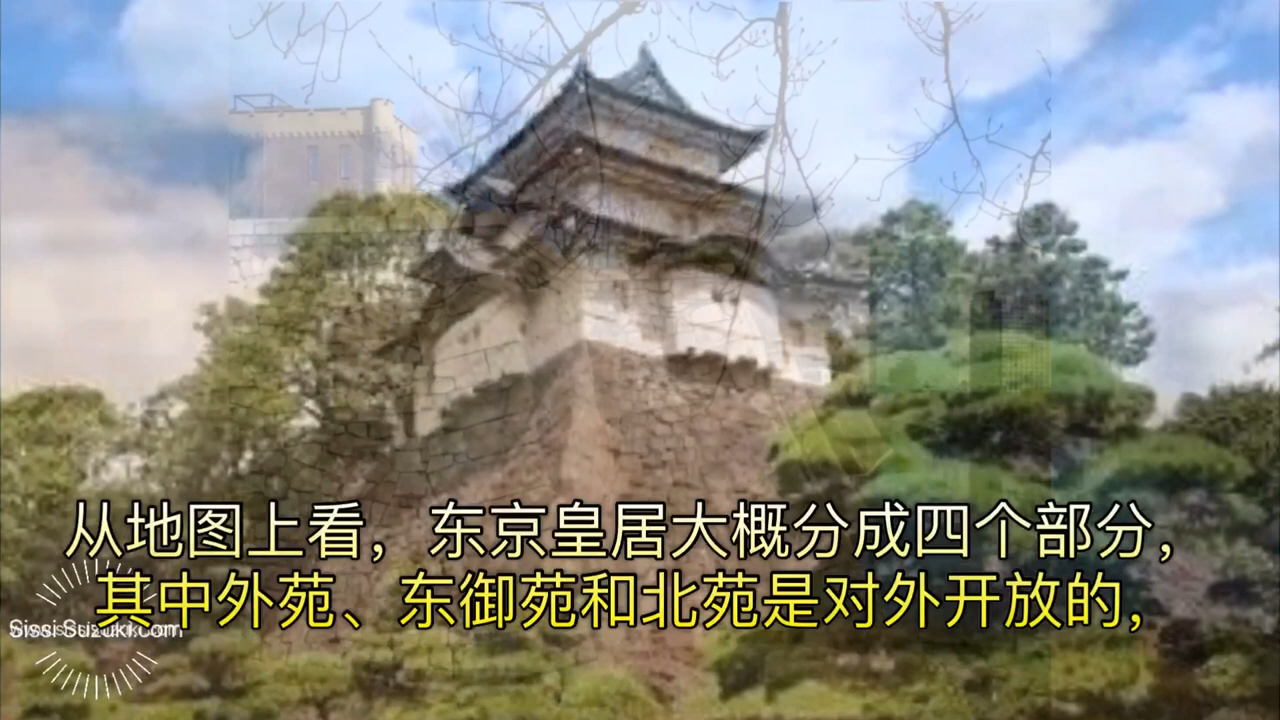 从地图上看，东京皇居大概分成四个部分，
其中外苑、东御苑和北苑是对外开放的，
Sissi Suzuki